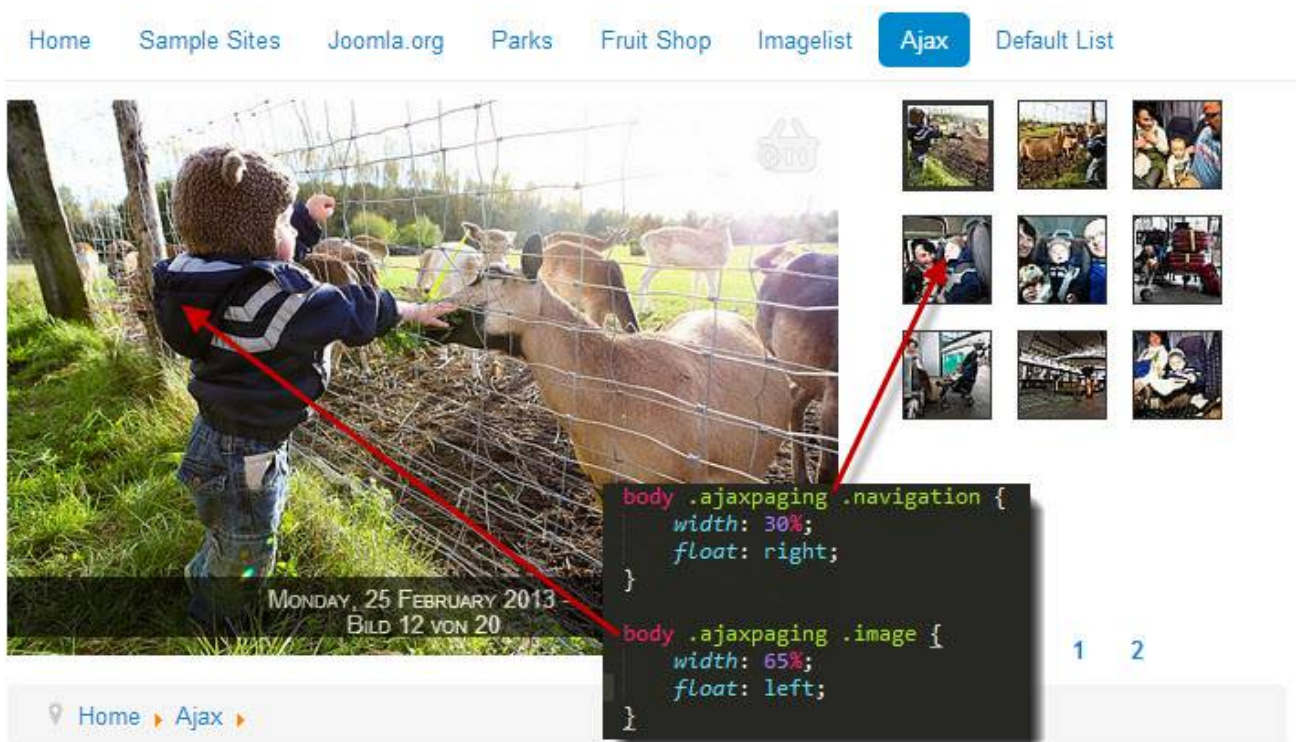 Home Sample Sites Joomla.org Parks Fruit Shop Imagelist Ajax Default List
MONDAY, 25 FEBRUARY 2013 -
BILD 12 VON 20
body .ajaxpaging .navigation {
width: 30%;
float: right;
}
body .ajaxpaging .image {
width: 65%;
float: left;
}
1 2
Home Ajax